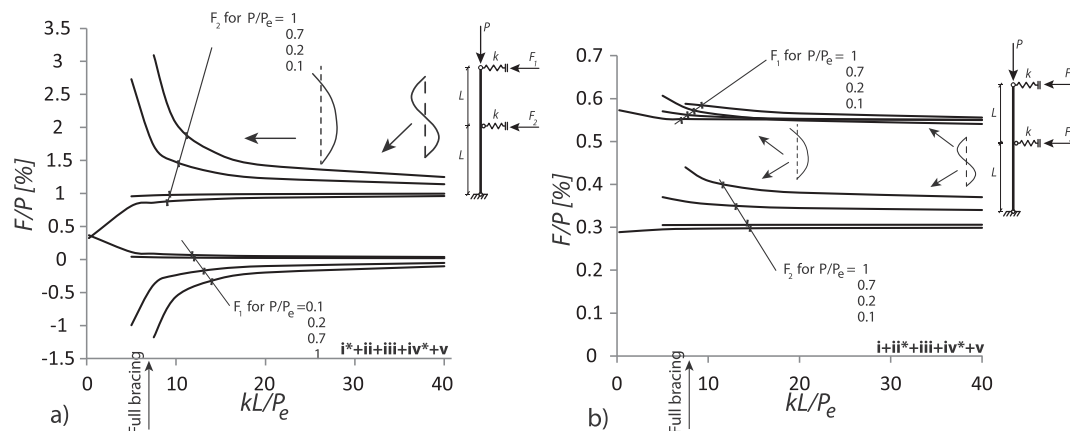 F2 for P/Pe = 1
0.7
0.2
0.1
3.5
3
2.5
2
1.5
1
0.5
0
-0.5
-1
-1.5
F/P [%]
F1 for P/Pe =0.1
0.2
0.7
1
i*+ii+iii+iv*+v
0 10 20 30 40
Full bracing
kL/Pe
a)
P
k
F1
L
k
F2
L
0.7
0.6
0.5
0.4
0.3
0.2
0.1
0
F/P [%]
F1 for P/Pe = 1
0.7
0.2
0.1
F2 for P/Pe = 1
0.7
0.2
0.1
i+ii*+iii+iv*+v
0 10 20 30 40
Full bracing
kL/Pe
b)
P
k
F
L
k
F
L